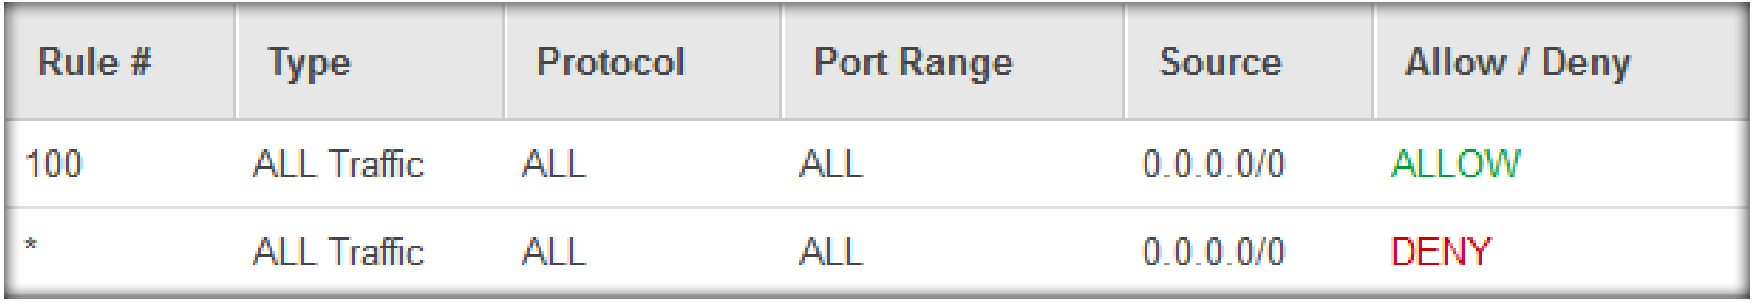 Rule # Type Protocol Port Range Source Allow / Deny
100 ALL Traffic ALL ALL 0.0.0.0/0 ALLOW
* ALL Traffic ALL ALL 0.0.0.0/0 DENY